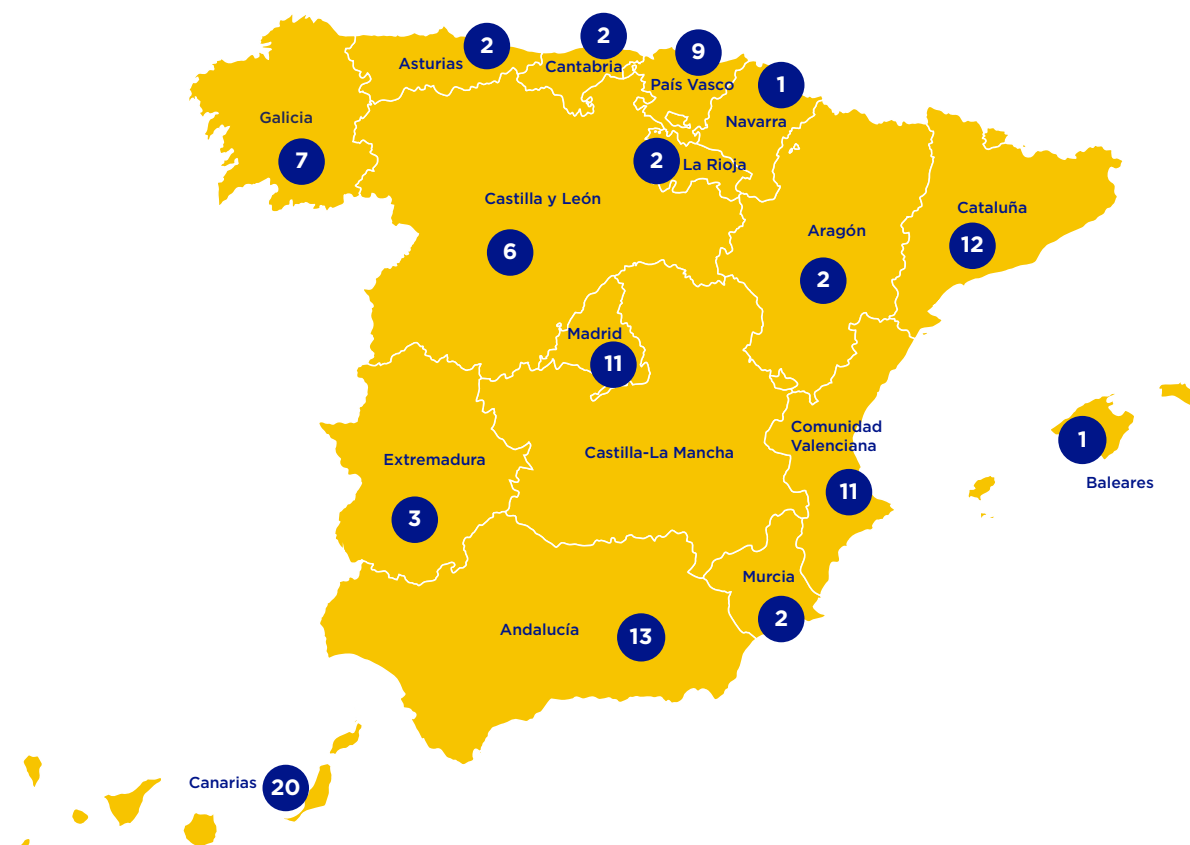 2
Asturias
2
Cantabria
9
País Vasco
1
Navarra
Galicia
7
2
La Rioja
Castilla y León
6
Aragón
2
Cataluña
12
Madrid
11
Comunidad
Valenciana
11
1
Baleares
Castilla-La Mancha
Extremadura
3
Murcia
2
Andalucía
13
Canarias
20